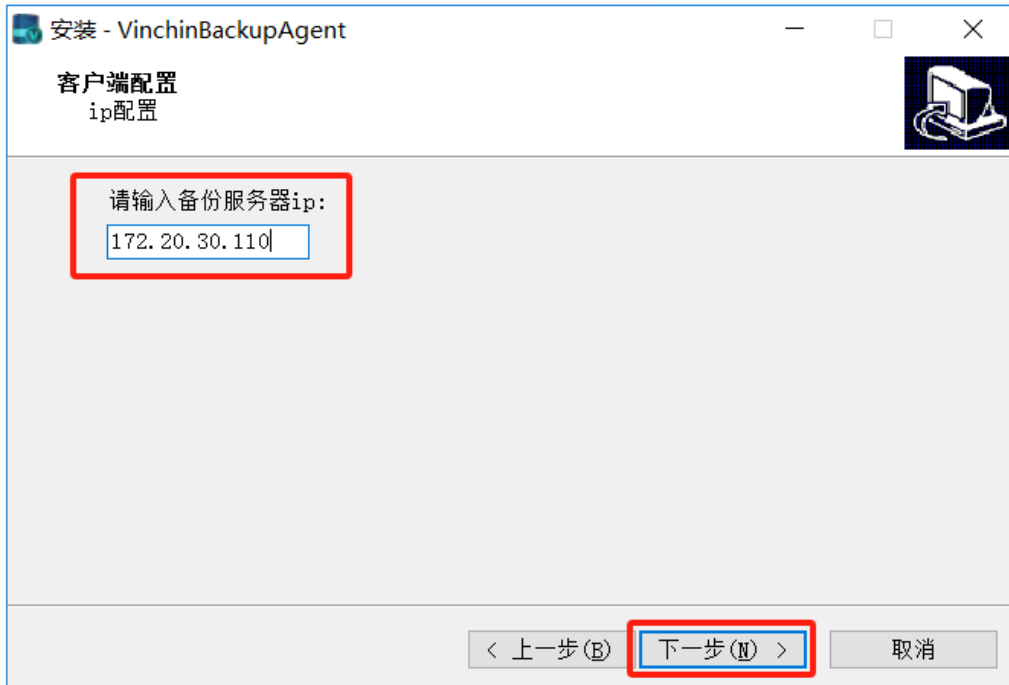 安装 - VinchinBackupAgent
客户端配置
ip配置
请输入备份服务器ip:
172.20.30.110
< 上一步(B)
下一步(N) >
取消